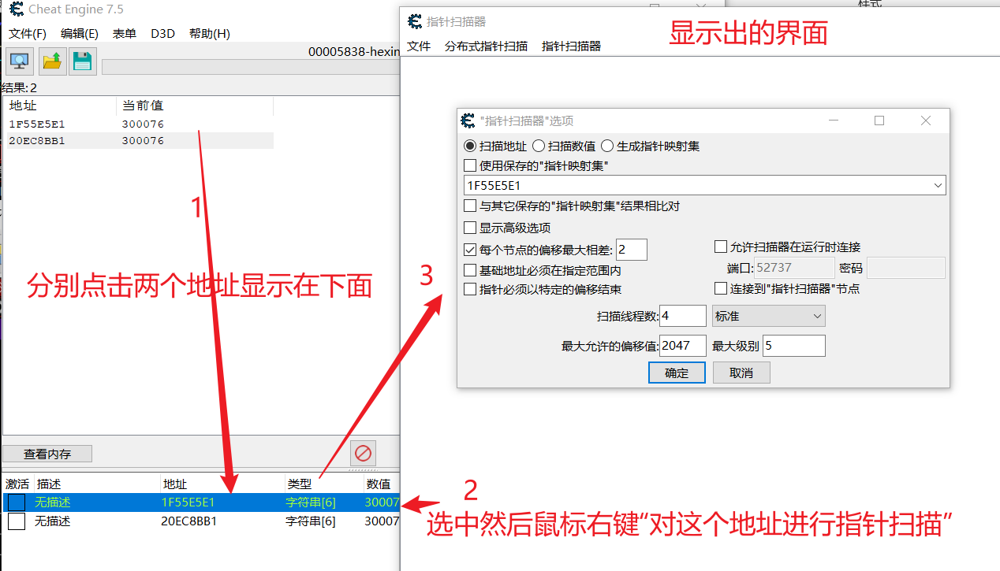 Cheat Engine 7.5
文件(F) 编辑(E) 表单 D3D 帮助(H)
00005838-hexin
结果: 2
地址 当前值
1F55E5E1 300076
20EC8BB1 300076
1
分别点击两个地址显示在下面
查看内存
激活 描述 地址 类型 数值
无描述 1F55E5E1 字符串[6] 30007
无描述 20EC8BB1 字符串[6] 30007
指针扫描器
显示出的界面
文件 分布式指针扫描 指针扫描器
"指针扫描器"选项
扫描地址 扫描数值 生成指针映射集
使用保存的"指针映射集"
1F55E5E1
与其它保存的"指针映射集"结果相比对
显示高级选项
每个节点的偏移最大相差: 2 允许扫描器在运行时连接
基础地址必须在指定范围内 端口: 52737 密码
指针必须以特定的偏移结束 连接到"指针扫描器"节点
扫描线程数: 4 标准
最大允许的偏移值: 2047 最大级别 5
确定 取消
3
2
选中然后鼠标右键“对这个地址进行指针扫描”